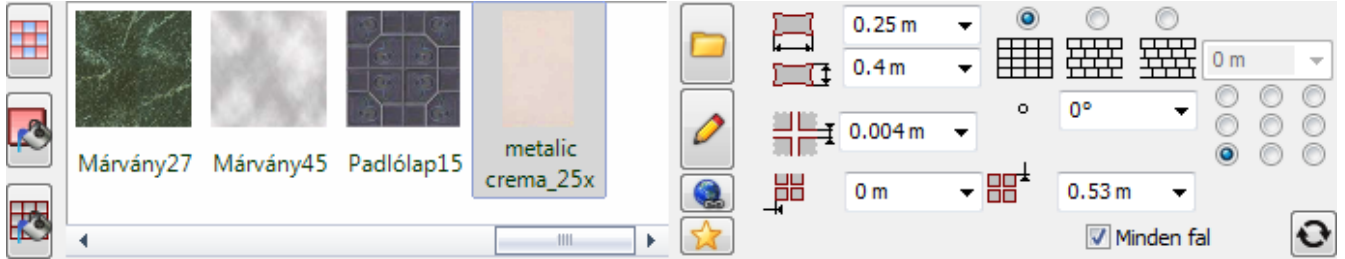 Márvány27
Márvány45
Padlólap15
metalic
crema_25x
0.25 m
0.4 m
0.004 m
0 m
0 m
0°
0.53 m
Minden fal